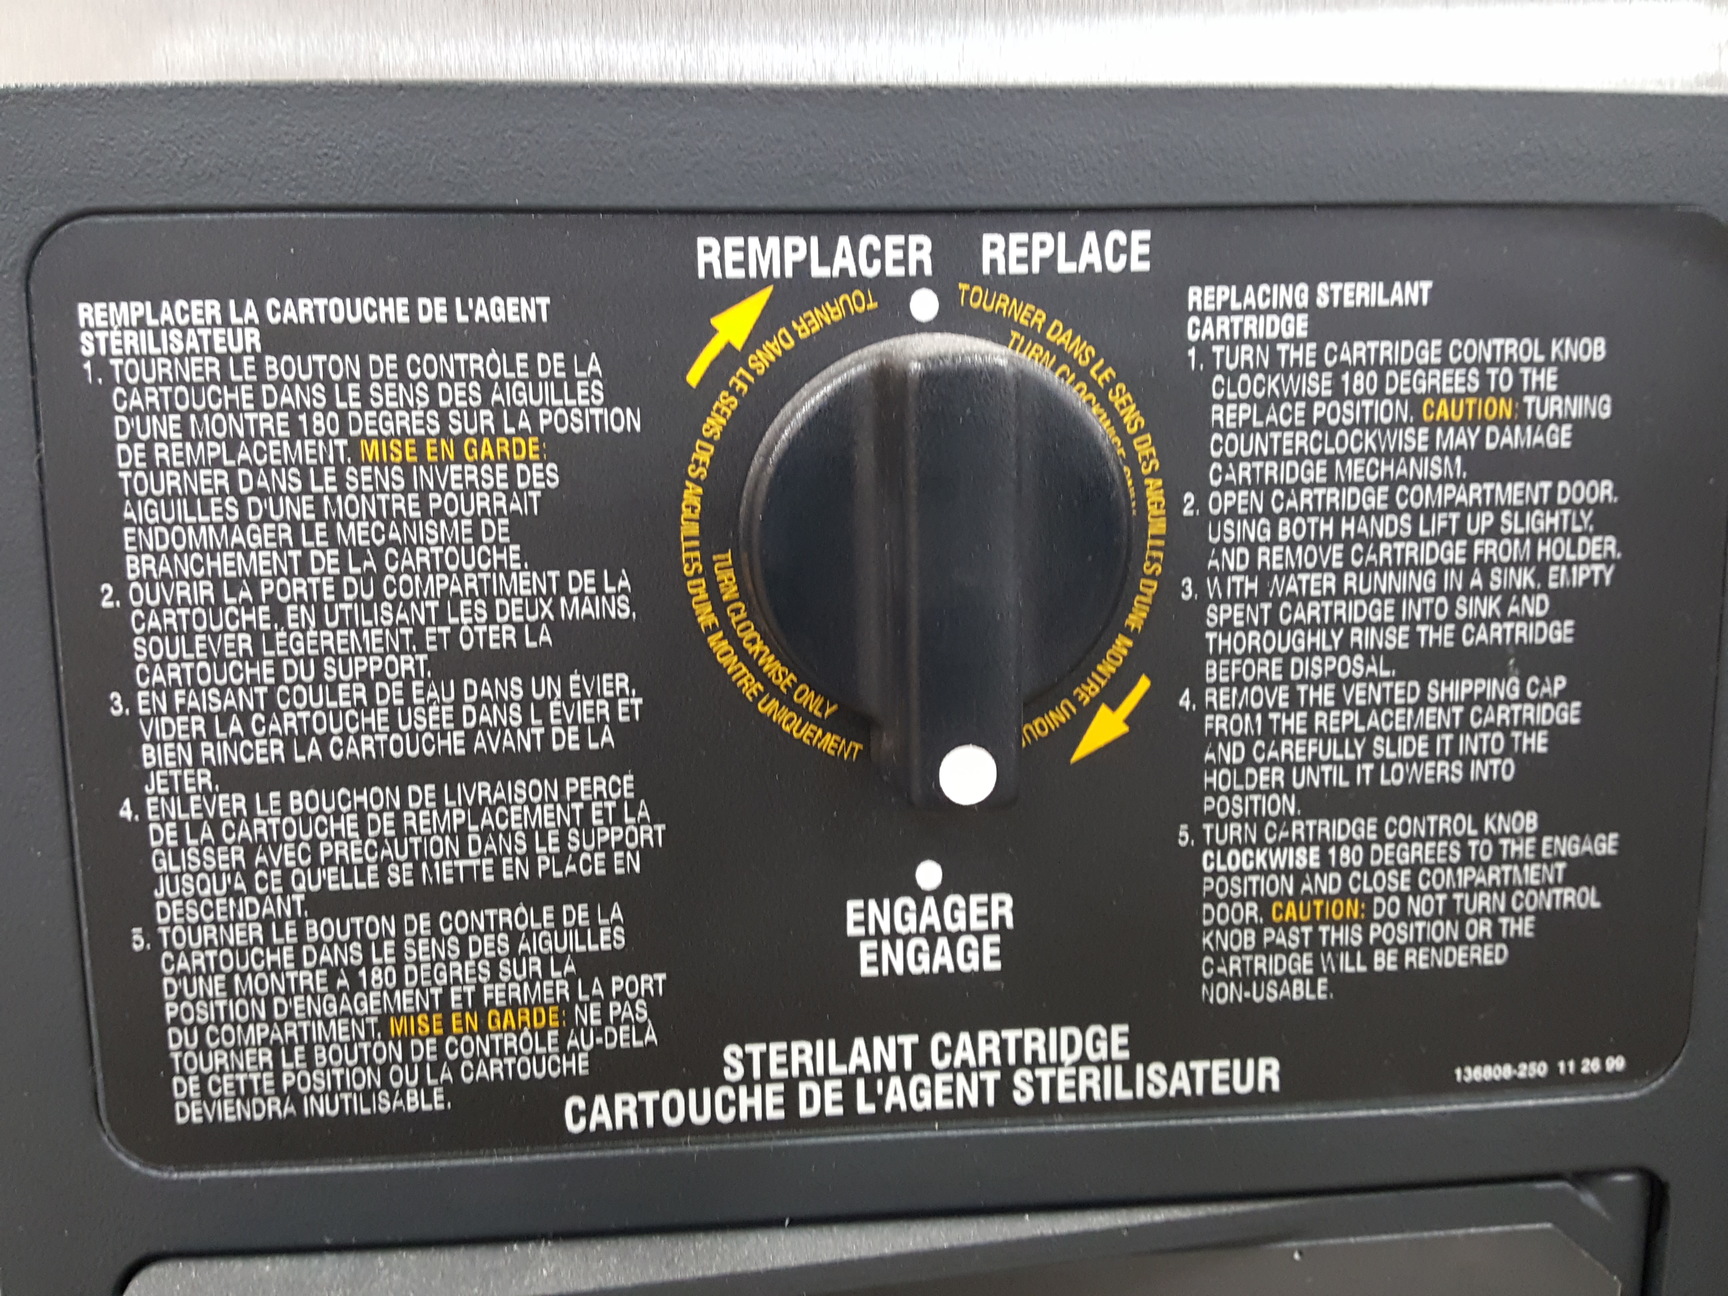 REMPLACER REPLACE
TOURNER DANS LE SENS DES AIGUILLES D'UNE MONTRE UNIQUEMENT
TURN CLOCKWISE ONLY
TOURNER DANS LE SENS DES AIGUILLES D'UNE MONTRE
TURN CLOCKWISE
REMPLACER LA CARTOUCHE DE L'AGENT
STÉRILISATEUR
1. TOURNER LE BOUTON DE CONTRÔLE DE LA
CARTOUCHE DANS LE SENS DES AIGUILLES
D'UNE MONTRE 180 DEGRÉS SUR LA POSITION
DE REMPLACEMENT. MISE EN GARDE:
TOURNER DANS LE SENS INVERSE DES
AIGUILLES D'UNE MONTRE POURRAIT
ENDOMMAGER LE MÉCANISME DE
BRANCHEMENT DE LA CARTOUCHE.
2. OUVRIR LA PORTE DU COMPARTIMENT DE LA
CARTOUCHE. EN UTILISANT LES DEUX MAINS,
SOULEVER LÉGÈREMENT, ET ÔTER LA
CARTOUCHE DU SUPPORT.
3. EN FAISANT COULER DE EAU DANS UN ÉVIER,
VIDER LA CARTOUCHE USÉE DANS L'ÉVIER ET
BIEN RINCER LA CARTOUCHE AVANT DE LA
JETER.
4. ENLEVER LE BOUCHON DE LIVRAISON PERCÉ
DE LA CARTOUCHE DE REMPLACEMENT ET LA
GLISSER AVEC PRÉCAUTION DANS LE SUPPORT
JUSQU'À CE QU'ELLE SE METTE EN PLACE EN
DESCENDANT.
5. TOURNER LE BOUTON DE CONTRÔLE DE LA
CARTOUCHE DANS LE SENS DES AIGUILLES
D'UNE MONTRE À 180 DEGRÉS SUR LA
POSITION D'ENGAGEMENT ET FERMER LA PORT
DU COMPARTIMENT. MISE EN GARDE: NE PAS
TOURNER LE BOUTON DE CONTRÔLE AU-DELÀ
DE CETTE POSITION OU LA CARTOUCHE
DEVIENDRA INUTILISABLE.
REPLACING STERILANT
CARTRIDGE
1. TURN THE CARTRIDGE CONTROL KNOB
CLOCKWISE 180 DEGREES TO THE
REPLACE POSITION. CAUTION: TURNING
COUNTERCLOCKWISE MAY DAMAGE
CARTRIDGE MECHANISM.
2. OPEN CARTRIDGE COMPARTMENT DOOR.
USING BOTH HANDS LIFT UP SLIGHTLY,
AND REMOVE CARTRIDGE FROM HOLDER.
3. WITH WATER RUNNING IN A SINK, EMPTY
SPENT CARTRIDGE INTO SINK AND
THOROUGHLY RINSE THE CARTRIDGE
BEFORE DISPOSAL.
4. REMOVE THE VENTED SHIPPING CAP
FROM THE REPLACEMENT CARTRIDGE
AND CAREFULLY SLIDE IT INTO THE
HOLDER UNTIL IT LOWERS INTO
POSITION.
5. TURN CARTRIDGE CONTROL KNOB
CLOCKWISE 180 DEGREES TO THE ENGAGE
POSITION AND CLOSE COMPARTMENT
DOOR. CAUTION: DO NOT TURN CONTROL
KNOB PAST THIS POSITION OR THE
CARTRIDGE WILL BE RENDERED
NON-USABLE.
ENGAGER
ENGAGE
STERILANT CARTRIDGE
CARTOUCHE DE L'AGENT STÉRILISATEUR
136808-250 11 26 99